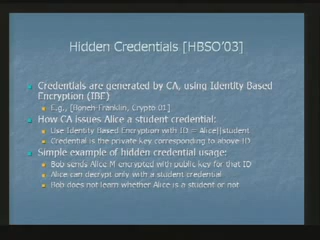 Hidden Credentials [HBSO'03]
Credentials are generated by CA, using Identity Based
Encryption (IBE)
E.g., [Boneh-Franklin, Crypto 01]
How CA issues Alice a student credential:
Use Identity Based Encryption with ID = Alice||student
Credential is the private key corresponding to above ID
Simple example of hidden credential usage:
Bob sends Alice M encrypted with public key for that ID
Alice can decrypt only with a student credential
Bob does not learn whether Alice is a student or not